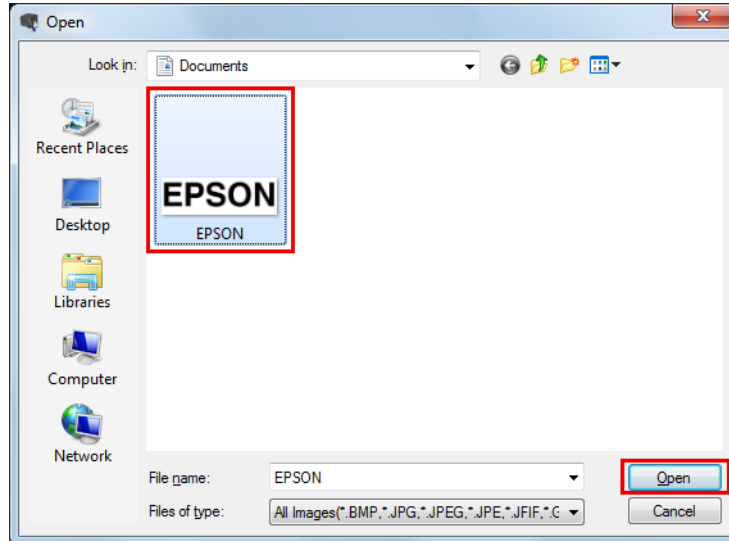 Open
Look in: Documents
Recent Places
Desktop
Libraries
Computer
Network
EPSON
EPSON
File name: EPSON Open
Files of type: All Images(*.BMP,*.JPG,*.JPEG,*.JPE,*.JFIF,*.G Cancel